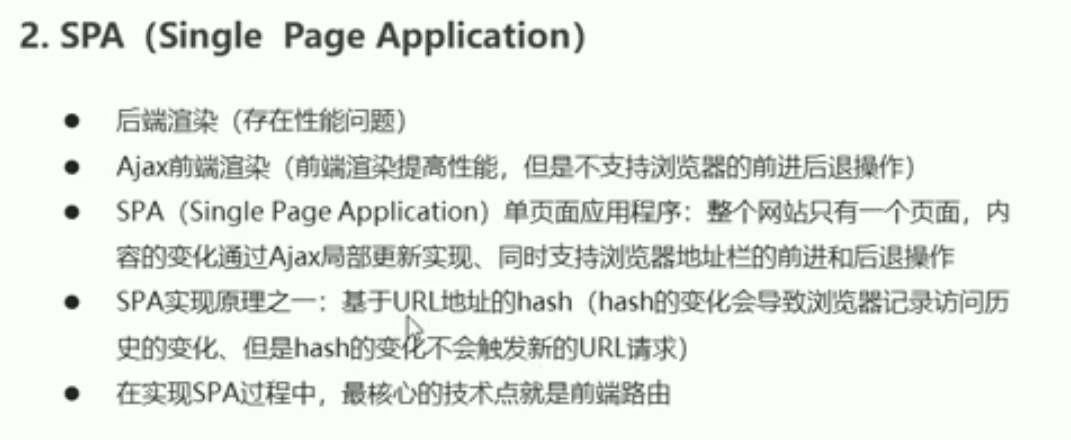 2. SPA（Single Page Application）
● 后端渲染（存在性能问题）
● Ajax前端渲染（前端渲染提高性能，但是不支持浏览器的前进后退操作）
● SPA（Single Page Application）单页面应用程序：整个网站只有一个页面，内
容的变化通过Ajax局部更新实现、同时支持浏览器地址栏的前进和后退操作
● SPA实现原理之一：基于URL地址的hash（hash的变化会导致浏览器记录访问历
史的变化、但是hash的变化不会触发新的URL请求）
● 在实现SPA过程中，最核心的技术点就是前端路由